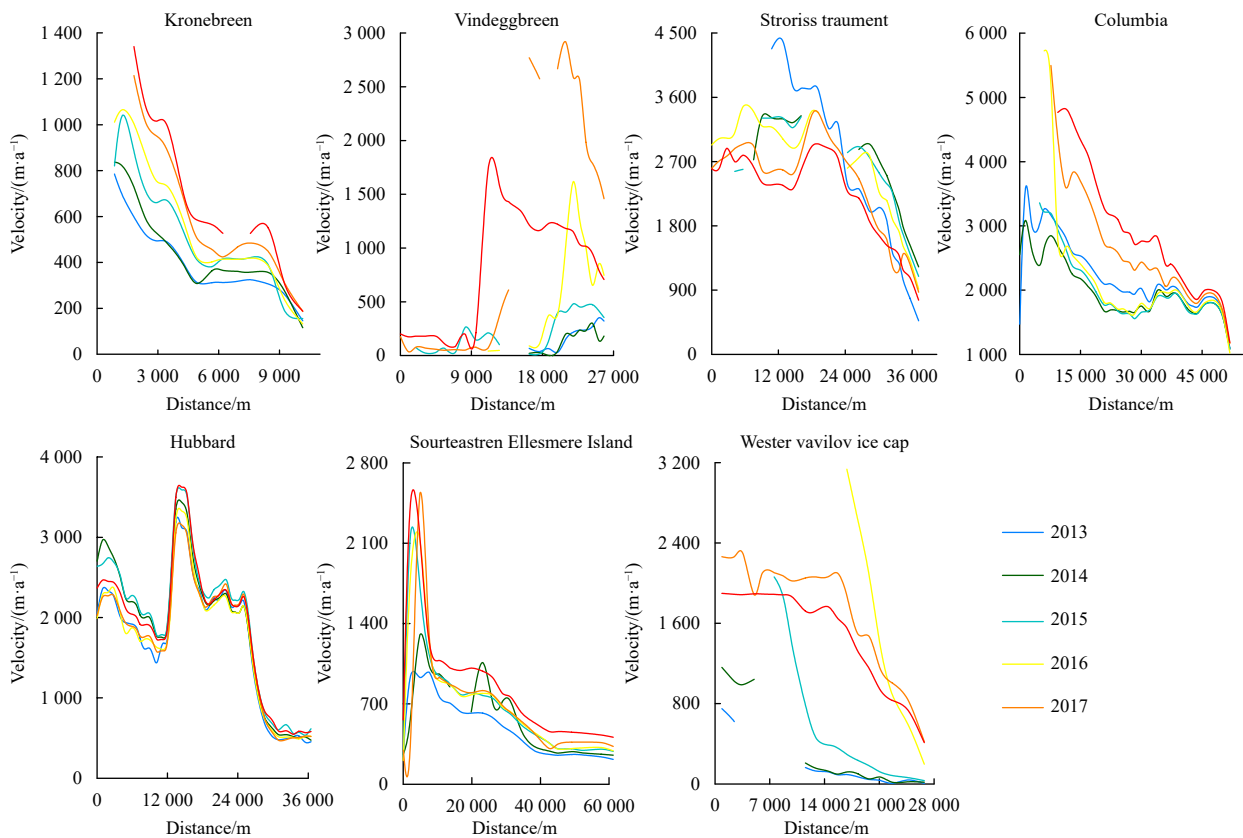 Kronebreen
1 400
1 200
1 000
800
600
400
200
0
Velocity/(m·a⁻¹)
0 3 000 6 000 9 000
Distance/m
Vindeggbreen
3 000
2 500
2 000
1 500
1 000
500
0
Velocity/(m·a⁻¹)
0 9 000 18 000 27 000
Distance/m
Stroriss traument
4 500
3 600
2 700
1 800
900
0
Velocity/(m·a⁻¹)
0 12 000 24 000 36 000
Distance/m
Columbia
6 000
5 000
4 000
3 000
2 000
1 000
Velocity/(m·a⁻¹)
0 15 000 30 000 45 000
Distance/m
Hubbard
4 000
3 000
2 000
1 000
0
Velocity/(m·a⁻¹)
0 12 000 24 000 36 000
Distance/m
Sourteastren Ellesmere Island
2 800
2 100
1 400
700
0
Velocity/(m·a⁻¹)
0 20 000 40 000 60 000
Distance/m
Wester vavilov ice cap
3 200
2 400
1 600
800
0
Velocity/(m·a⁻¹)
0 7 000 14 000 21 000 28 000
Distance/m
2013
2014
2015
2016
2017